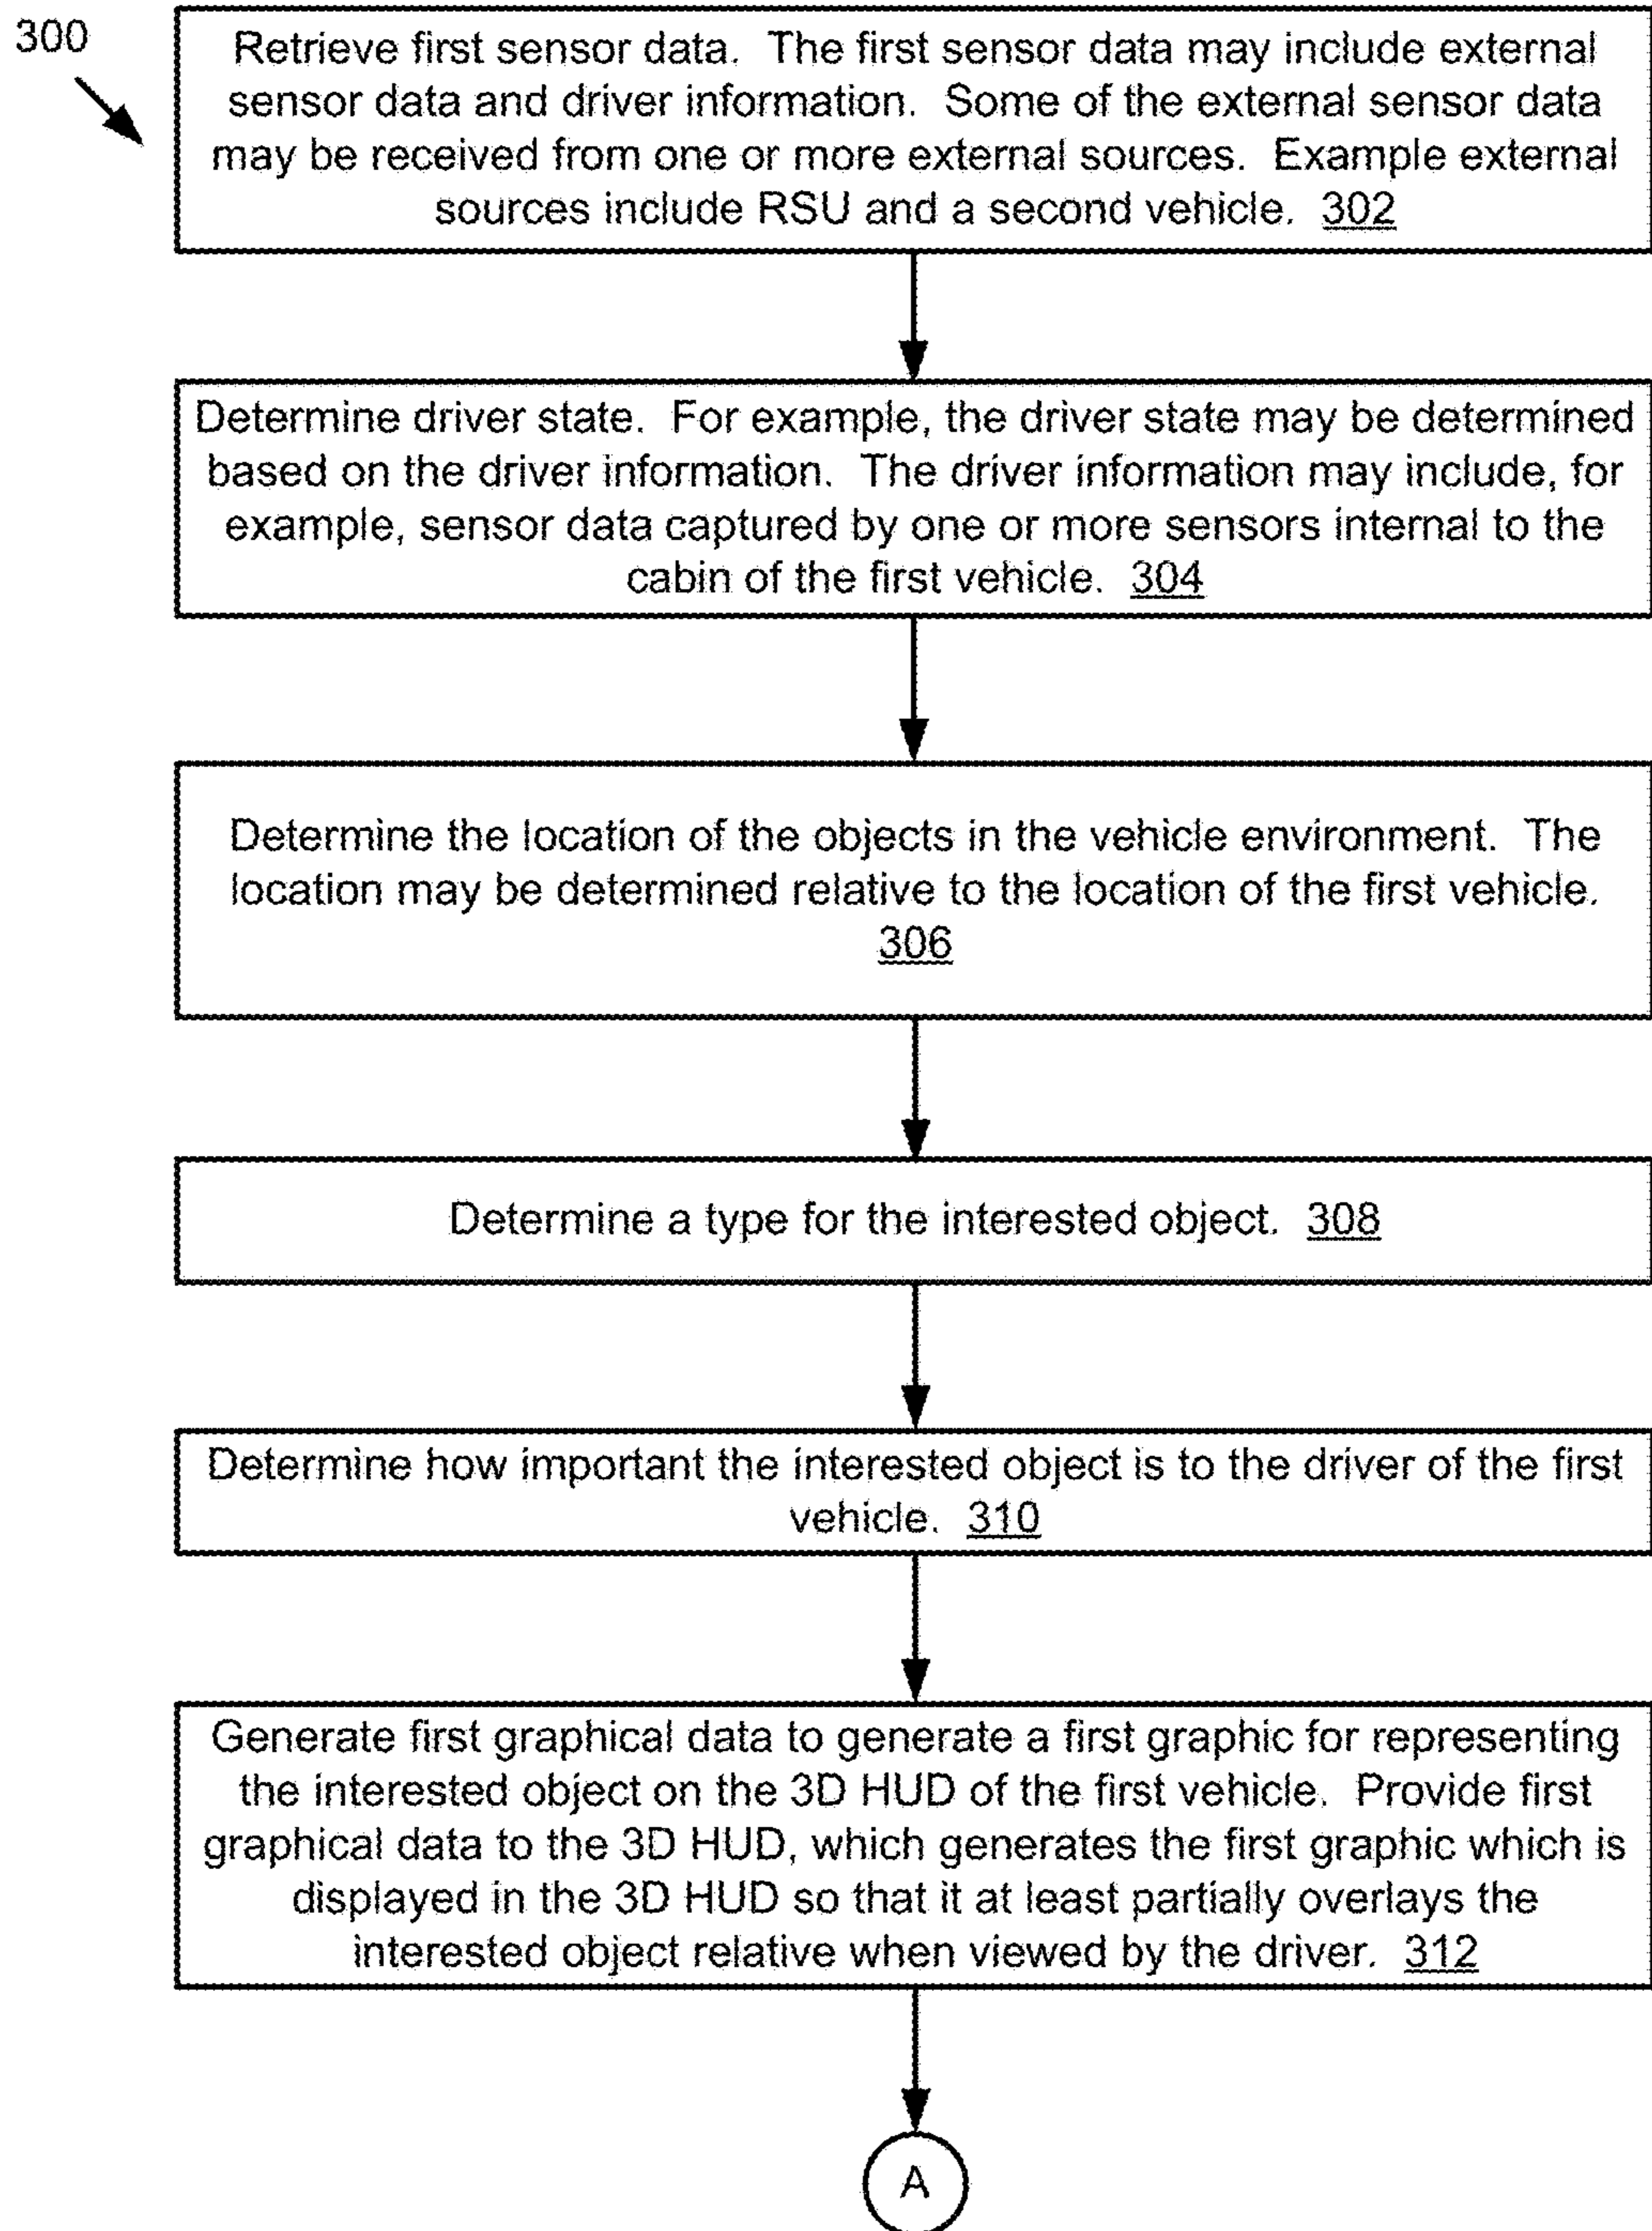 300
Retrieve first sensor data. The first sensor data may include external
sensor data and driver information. Some of the external sensor data
may be received from one or more external sources. Example external
sources include RSU and a second vehicle. 302
Determine driver state. For example, the driver state may be determined
based on the driver information. The driver information may include, for
example, sensor data captured by one or more sensors internal to the
cabin of the first vehicle. 304
Determine the location of the objects in the vehicle environment. The
location may be determined relative to the location of the first vehicle.
306
Determine a type for the interested object. 308
Determine how important the interested object is to the driver of the first
vehicle. 310
Generate first graphical data to generate a first graphic for representing
the interested object on the 3D HUD of the first vehicle. Provide first
graphical data to the 3D HUD, which generates the first graphic which is
displayed in the 3D HUD so that it at least partially overlays the
interested object relative when viewed by the driver. 312
A